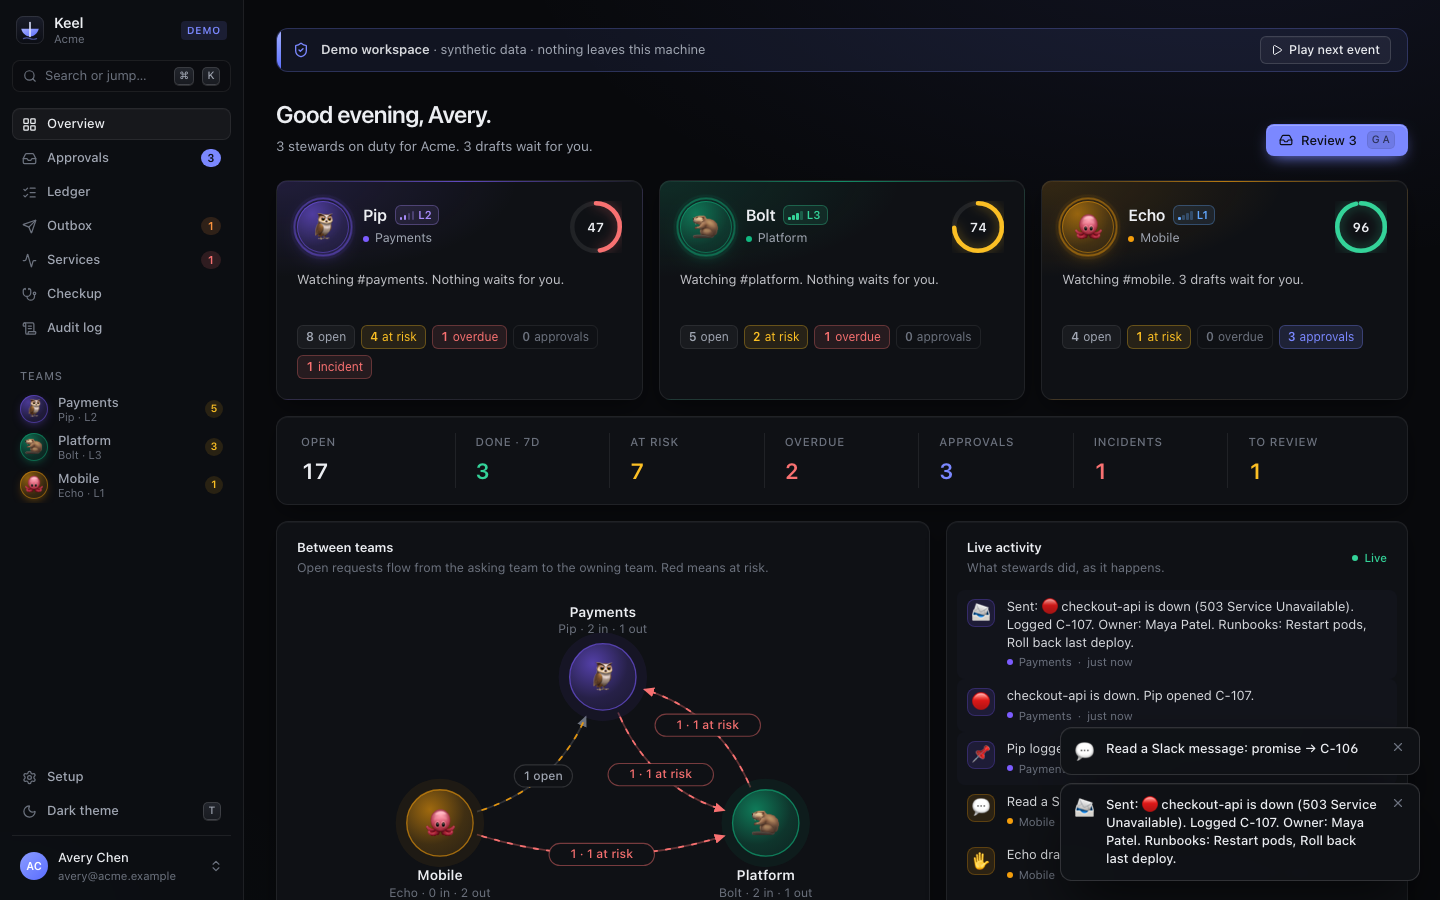 Keel
Acme
DEMO
Search or jump...
⌘ K
Overview
Approvals 3
Ledger
Outbox 1
Services 1
Checkup
Audit log
TEAMS
Payments
Pip · L2
5
Platform
Bolt · L3
3
Mobile
Echo · L1
1
Setup
Dark theme T
AC
Avery Chen
avery@acme.example
Demo workspace · synthetic data · nothing leaves this machine
Play next event
Good evening, Avery.
3 stewards on duty for Acme. 3 drafts wait for you.
Review 3 G A
Pip L2
Payments
47
Watching #payments. Nothing waits for you.
8 open 4 at risk 1 overdue 0 approvals
1 incident
Bolt L3
Platform
74
Watching #platform. Nothing waits for you.
5 open 2 at risk 1 overdue 0 approvals
Echo L1
Mobile
96
Watching #mobile. 3 drafts wait for you.
4 open 1 at risk 0 overdue 3 approvals
OPEN
17
DONE · 7D
3
AT RISK
7
OVERDUE
2
APPROVALS
3
INCIDENTS
1
TO REVIEW
1
Between teams
Open requests flow from the asking team to the owning team. Red means at risk.
Payments
Pip · 2 in · 1 out
1 · 1 at risk
1 open
1 · 1 at risk
1 · 1 at risk
Mobile
Echo · 0 in · 2 out
Platform
Bolt · 2 in · 1 out
Live activity
What stewards did, as it happens.
Live
Sent: 🔴 checkout-api is down (503 Service Unavailable).
Logged C-107. Owner: Maya Patel. Runbooks: Restart pods,
Roll back last deploy.
Payments · just now
checkout-api is down. Pip opened C-107.
Payments · just now
Pip logge
Paymen
Read a S
Mobile
Echo dra
Mobile
Read a Slack message: promise → C-106
Sent: 🔴 checkout-api is down (503 Service
Unavailable). Logged C-107. Owner: Maya
Patel. Runbooks: Restart pods, Roll back
last deploy.